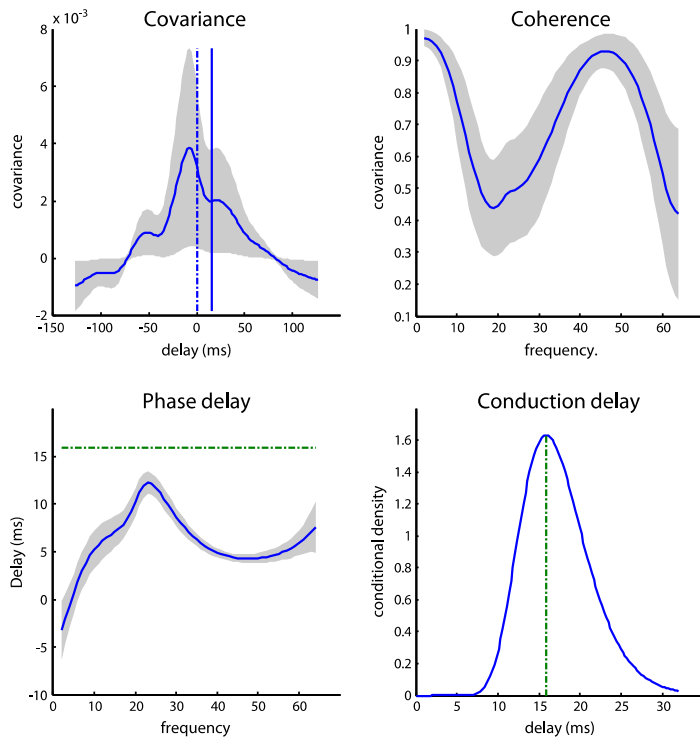 Covariance
x 10⁻³
8
6
4
2
0
-2
covariance
-150 -100 -50 0 50 100
delay (ms)
Coherence
1
0.9
0.8
0.7
0.6
0.5
0.4
0.3
0.2
0.1
covariance
0 10 20 30 40 50 60
frequency.
Phase delay
15
10
5
0
-5
-10
Delay (ms)
0 10 20 30 40 50 60 70
frequency
Conduction delay
1.6
1.4
1.2
1
0.8
0.6
0.4
0.2
0
conditional density
0 5 10 15 20 25 30
delay (ms)